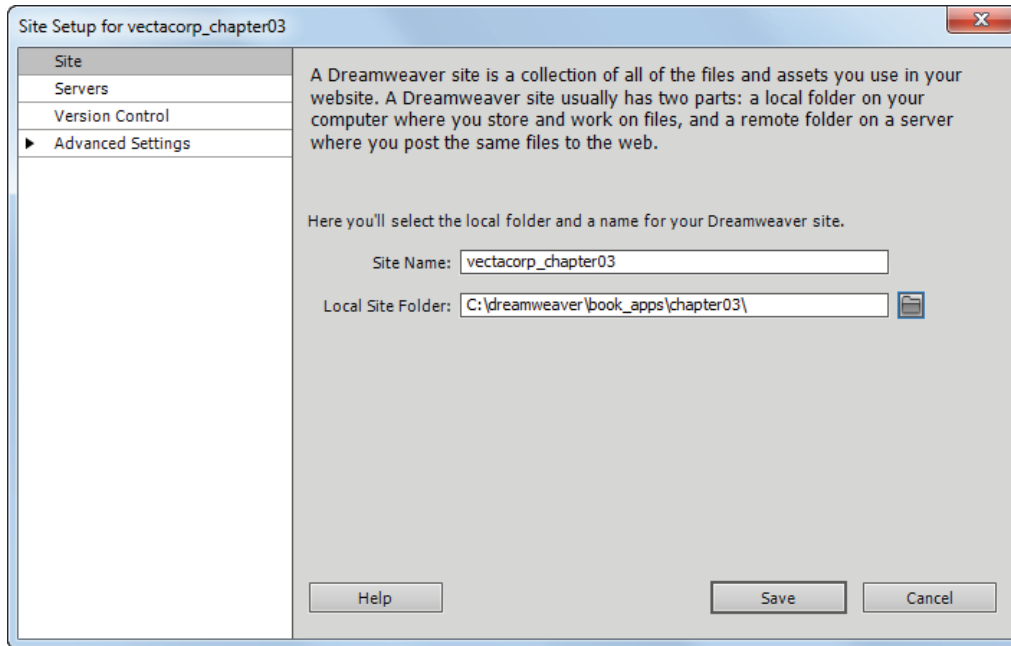 Site Setup for vectacorp_chapter03
Site
Servers
Version Control
Advanced Settings
A Dreamweaver site is a collection of all of the files and assets you use in your
website. A Dreamweaver site usually has two parts: a local folder on your
computer where you store and work on files, and a remote folder on a server
where you post the same files to the web.
Here you'll select the local folder and a name for your Dreamweaver site.
Site Name: vectacorp_chapter03
Local Site Folder: C:\dreamweaver\book_apps\chapter03\
Help Save Cancel